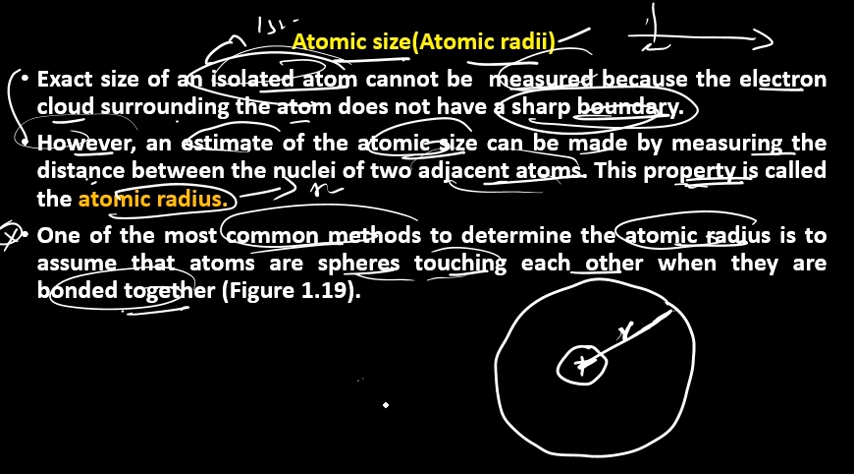 Atomic size(Atomic radii)
• Exact size of an isolated atom cannot be measured because the electron
cloud surrounding the atom does not have a sharp boundary.
• However, an estimate of the atomic size can be made by measuring the
distance between the nuclei of two adjacent atoms. This property is called
the atomic radius.
• One of the most common methods to determine the atomic radius is to
assume that atoms are spheres touching each other when they are
bonded together (Figure 1.19).
r
+